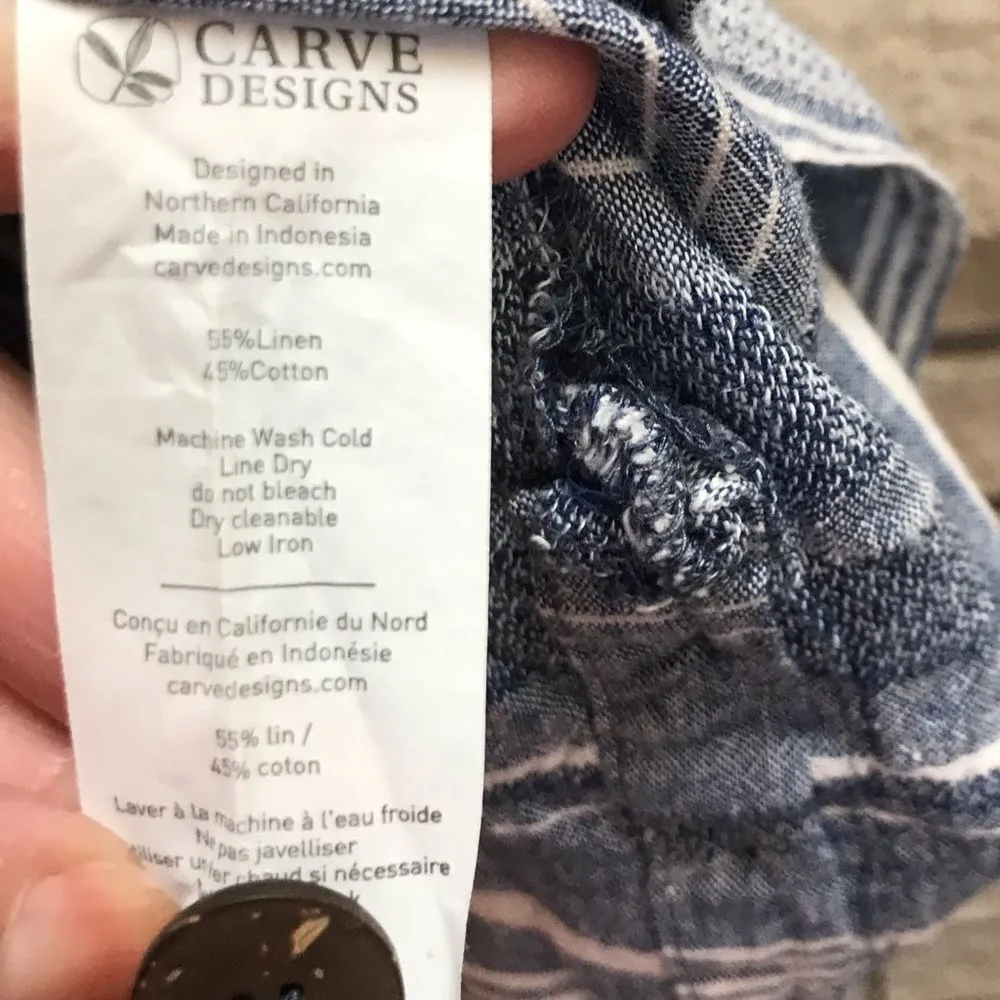 CARVE
DESIGNS
Designed in
Northern California
Made in Indonesia
carvedesigns.com
55%Linen
45%Cotton
Machine Wash Cold
Line Dry
do not bleach
Dry cleanable
Low Iron
Conçu en Californie du Nord
Fabriqué en Indonésie
carvedesigns.com
55% lin /
45% coton
Laver à la machine à l'eau froide
Ne pas javelliser
chaud si nécessaire